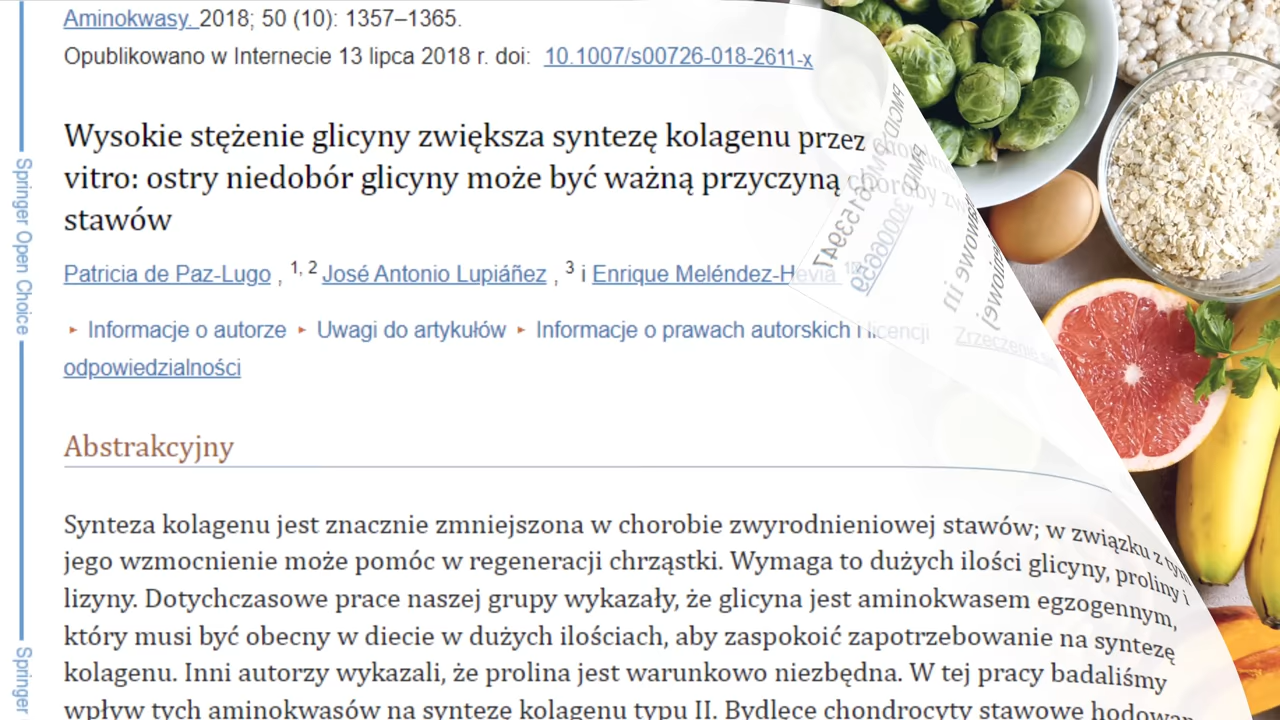 Aminokwasy. 2018; 50 (10): 1357–1365.
Opublikowano w Internecie 13 lipca 2018 r. doi: 10.1007/s00726-018-2611-x
Wysokie stężenie glicyny zwiększa syntezę kolagenu przez
vitro: ostry niedobór glicyny może być ważną przyczyną choroby
stawów
Patricia de Paz-Lugo , 1, 2 José Antonio Lupiáñez , 3 i Enrique Meléndez-Hevia
▸ Informacje o autorze ▸ Uwagi do artykułów ▸ Informacje o prawach autorskich i licencji Zrzeczenie
odpowiedzialności
Abstrakcyjny
Synteza kolagenu jest znacznie zmniejszona w chorobie zwyrodnieniowej stawów; w związku z tym
jego wzmocnienie może pomóc w regeneracji chrząstki. Wymaga to dużych ilości glicyny, proliny i
lizyny. Dotychczasowe prace naszej grupy wykazały, że glicyna jest aminokwasem egzogennym,
który musi być obecny w diecie w dużych ilościach, aby zaspokoić zapotrzebowanie na syntezę
kolagenu. Inni autorzy wykazali, że prolina jest warunkowo niezbędna. W tej pracy badaliśmy
wpływ tych aminokwasów na syntezę kolagenu typu II. Bydlęce chondrocyty stawowe
Springer Open Choice
Springer